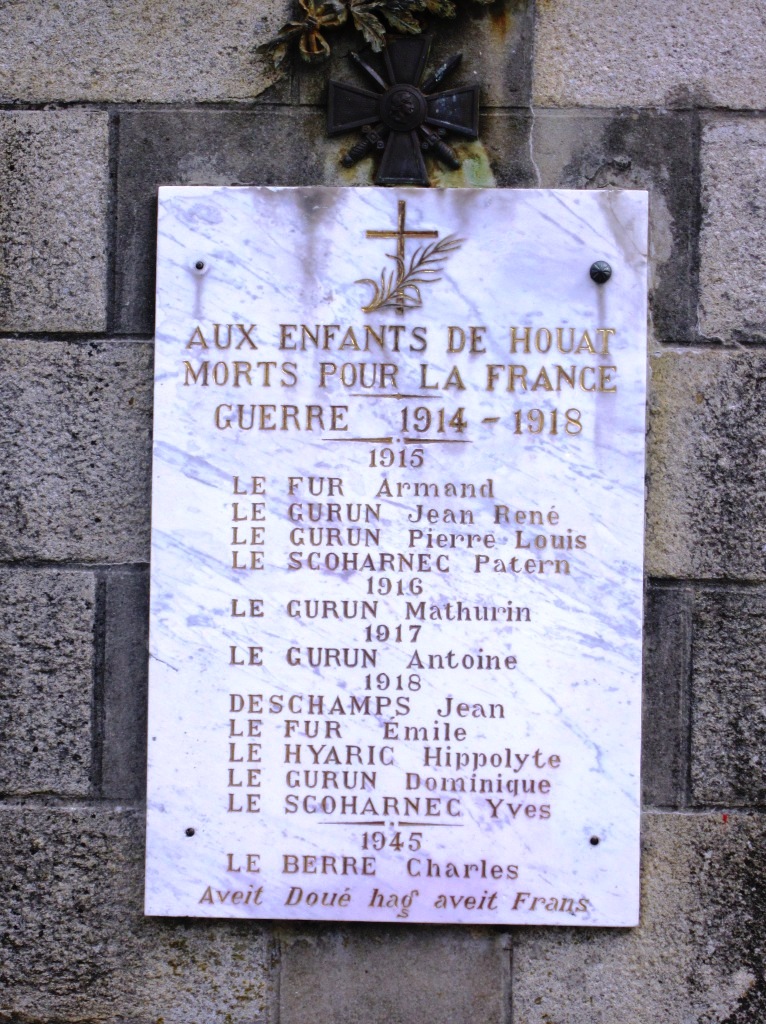 AUX ENFANTS DE HOUAT
MORTS POUR LA FRANCE
GUERRE 1914 - 1918
1915
LE FUR Armand
LE GURUN Jean René
LE GURUN Pierre Louis
LE SCOHARNEC Patern
1916
LE GURUN Mathurin
1917
LE GURUN Antoine
1918
DESCHAMPS Jean
LE FUR Émile
LE HYARIC Hippolyte
LE GURUN Dominique
LE SCOHARNEC Yves
1945
LE BERRE Charles
Aveit Doué hag aveit Frans